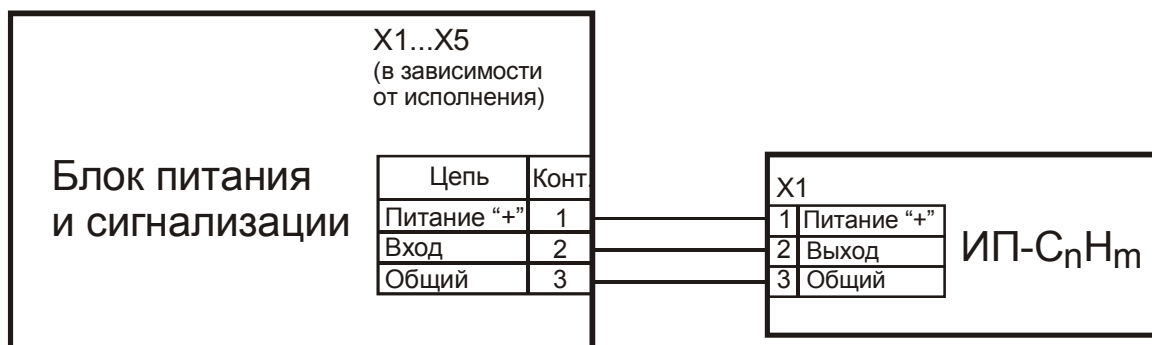 X1...X5
(в зависимости
от исполнения)
Блок питания
и сигнализации
Цепь Конт.
Питание “+” 1
Вход 2
Общий 3
X1
1 Питание “+”
2 Выход
3 Общий
ИП-CnHm